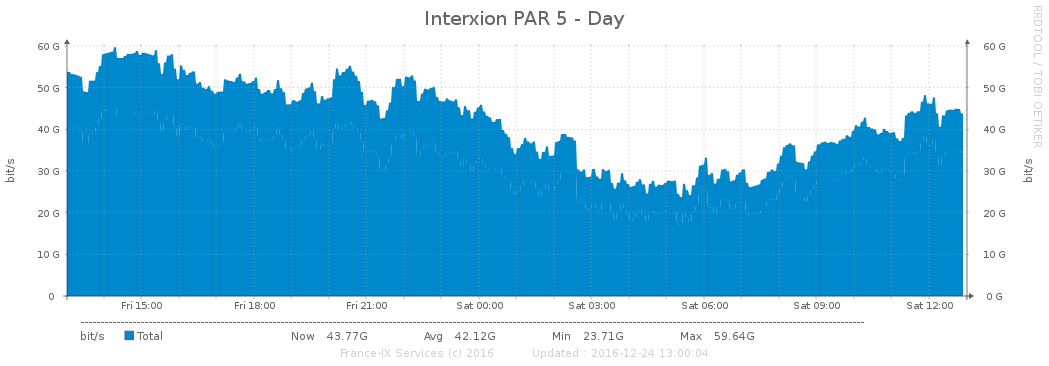 Interxion PAR 5 - Day
RRDTOOL / TOBI OETIKER
60 G 60 G
50 G 50 G
40 G 40 G
30 G 30 G
20 G 20 G
10 G 10 G
0 0 G
bit/s bit/s
Fri 15:00 Fri 18:00 Fri 21:00 Sat 00:00 Sat 03:00 Sat 06:00 Sat 09:00 Sat 12:00
bit/s Total Now 43.77G Avg 42.12G Min 23.71G Max 59.64G
France-IX Services (c) 2016 Updated : 2016-12-24 13:00:04